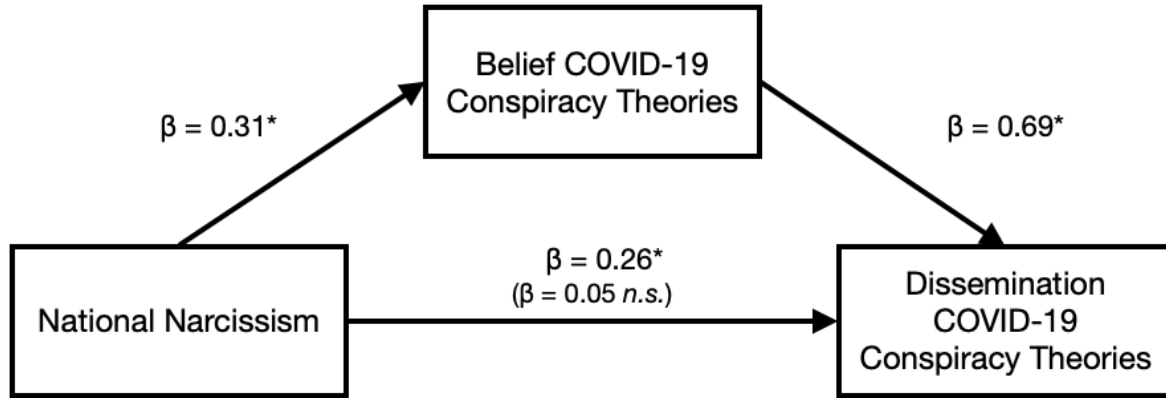 Belief COVID-19
Conspiracy Theories
β = 0.31*
β = 0.69*
National Narcissism
β = 0.26*
(β = 0.05 n.s.)
Dissemination
COVID-19
Conspiracy Theories